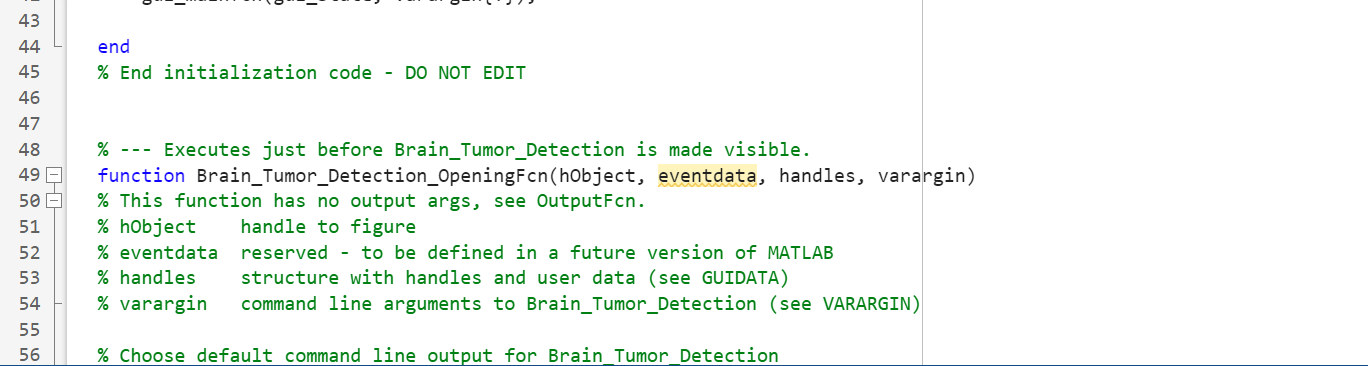 43
44 end
45 % End initialization code - DO NOT EDIT
46
47
48 % --- Executes just before Brain_Tumor_Detection is made visible.
49 function Brain_Tumor_Detection_OpeningFcn(hObject, eventdata, handles, varargin)
50 % This function has no output args, see OutputFcn.
51 % hObject    handle to figure
52 % eventdata  reserved - to be defined in a future version of MATLAB
53 % handles    structure with handles and user data (see GUIDATA)
54 % varargin   command line arguments to Brain_Tumor_Detection (see VARARGIN)
55
56 % Choose default command line output for Brain_Tumor_Detection